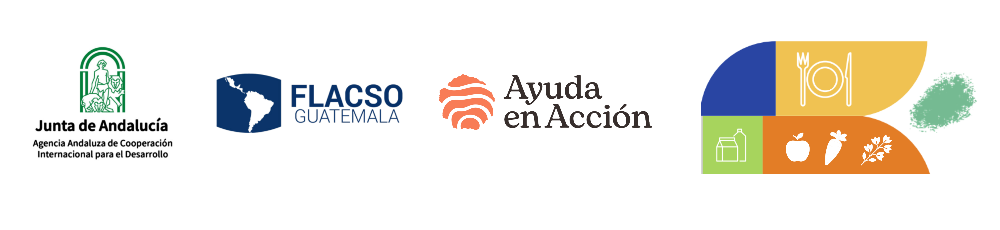 Junta de Andalucía
Agencia Andaluza de Cooperación
Internacional para el Desarrollo
FLACSO
GUATEMALA
Ayuda
en Acción